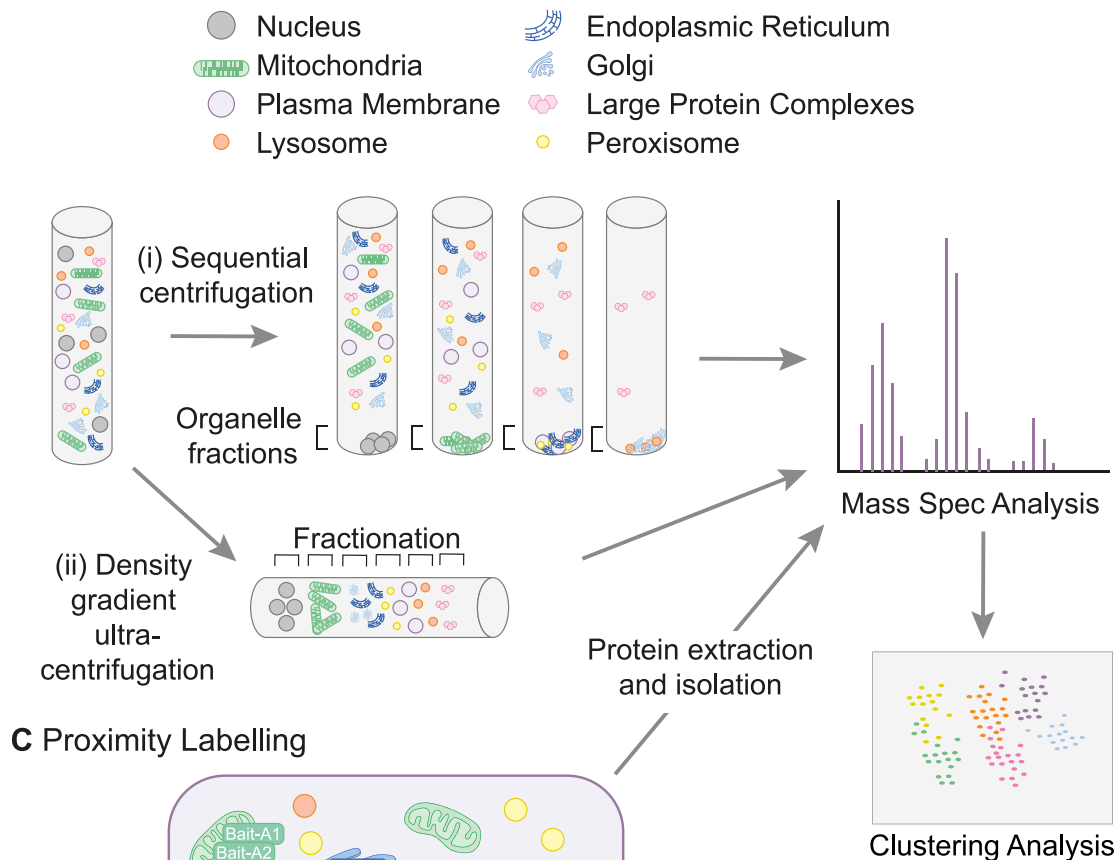 Nucleus
Mitochondria
Plasma Membrane
Lysosome
Endoplasmic Reticulum
Golgi
Large Protein Complexes
Peroxisome
(i) Sequential
centrifugation
Organelle
fractions
Mass Spec Analysis
Fractionation
(ii) Density
gradient
ultra-
centrifugation
Protein extraction
and isolation
C Proximity Labelling
Bait-A1
Bait-A2
Clustering Analysis